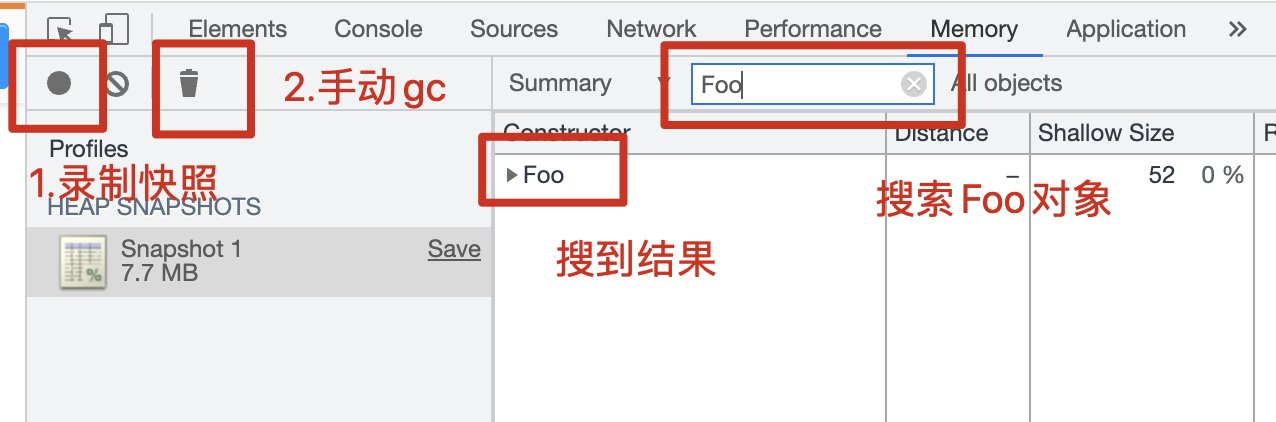 Elements Console Sources Network Performance Memory Application
2.手动gc
Summary
Foo
All objects
Constructor Distance Shallow Size R
Profiles
Foo – 52 0 %
1.录制快照
搜索Foo对象
HEAP SNAPSHOTS
搜到结果
Snapshot 1 Save
7.7 MB